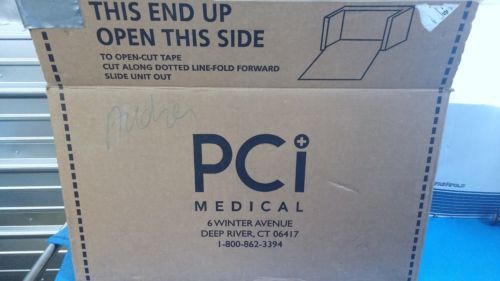 THIS END UP
OPEN THIS SIDE
TO OPEN-CUT TAPE
CUT ALONG DOTTED LINE-FOLD FORWARD
SLIDE UNIT OUT
PCi
MEDICAL
6 WINTER AVENUE
DEEP RIVER, CT 06417
1-800-862-3394